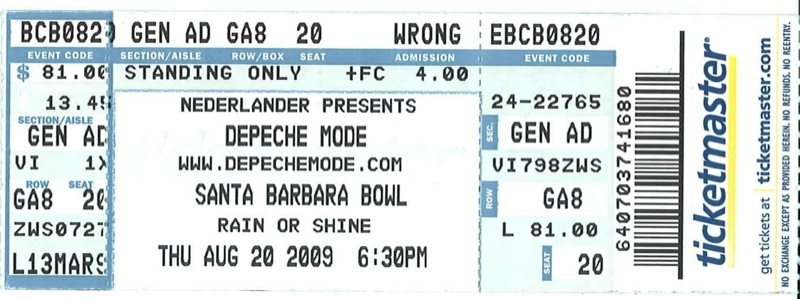 BCB0820 GEN AD GA8 20 WRONG EBCB0820
EVENT CODE SECTION/AISLE ROW/BOX SEAT ADMISSION EVENT CODE
$ 81.00 STANDING ONLY +FC 4.00
13.45
SECTION/AISLE
GEN AD
VI 1X
ROW SEAT
GA8 20
ZWS0727
L13MARS
NEDERLANDER PRESENTS
DEPECHE MODE
WWW.DEPECHEMODE.COM
SANTA BARBARA BOWL
RAIN OR SHINE
THU AUG 20 2009 6:30PM
24-22765
SEC. GEN AD
VI798ZWS
ROW GA8
L 81.00
SEAT 20
640703741680
ticketmaster
get tickets at ticketmaster.com
NO EXCHANGE EXCEPT AS PROVIDED HEREIN. NO REFUNDS. NO REENTRY.